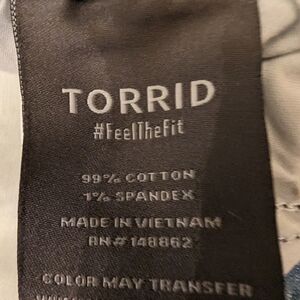 TORRID
#FeelTheFit
99% COTTON
1% SPANDEX
MADE IN VIETNAM
RN# 148862
COLOR MAY TRANSFER